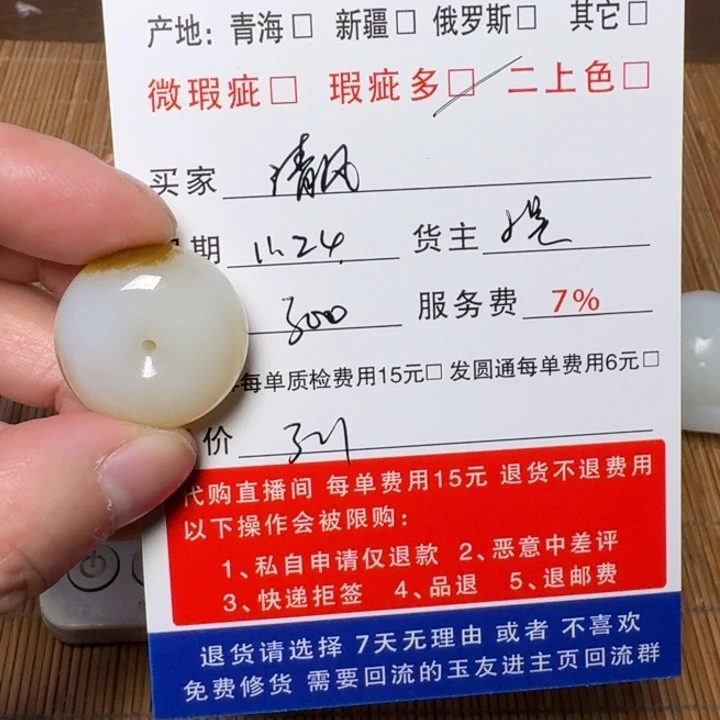 产地: 青海□ 新疆□ 俄罗斯□ 其它□
微瑕疵□ 瑕疵多□ 二上色□
买家 清风
期 11.24. 货主
300 服务费 7%
每单质检费用15元□ 发圆通每单费用6元□
价 321
代购直播间 每单费用15元 退货不退费用
以下操作会被限购:
1、私自申请仅退款 2、恶意中差评
3、快递拒签 4、品退 5、退邮费
退货请选择 7天无理由 或者 不喜欢
免费修货 需要回流的玉友进主页回流群